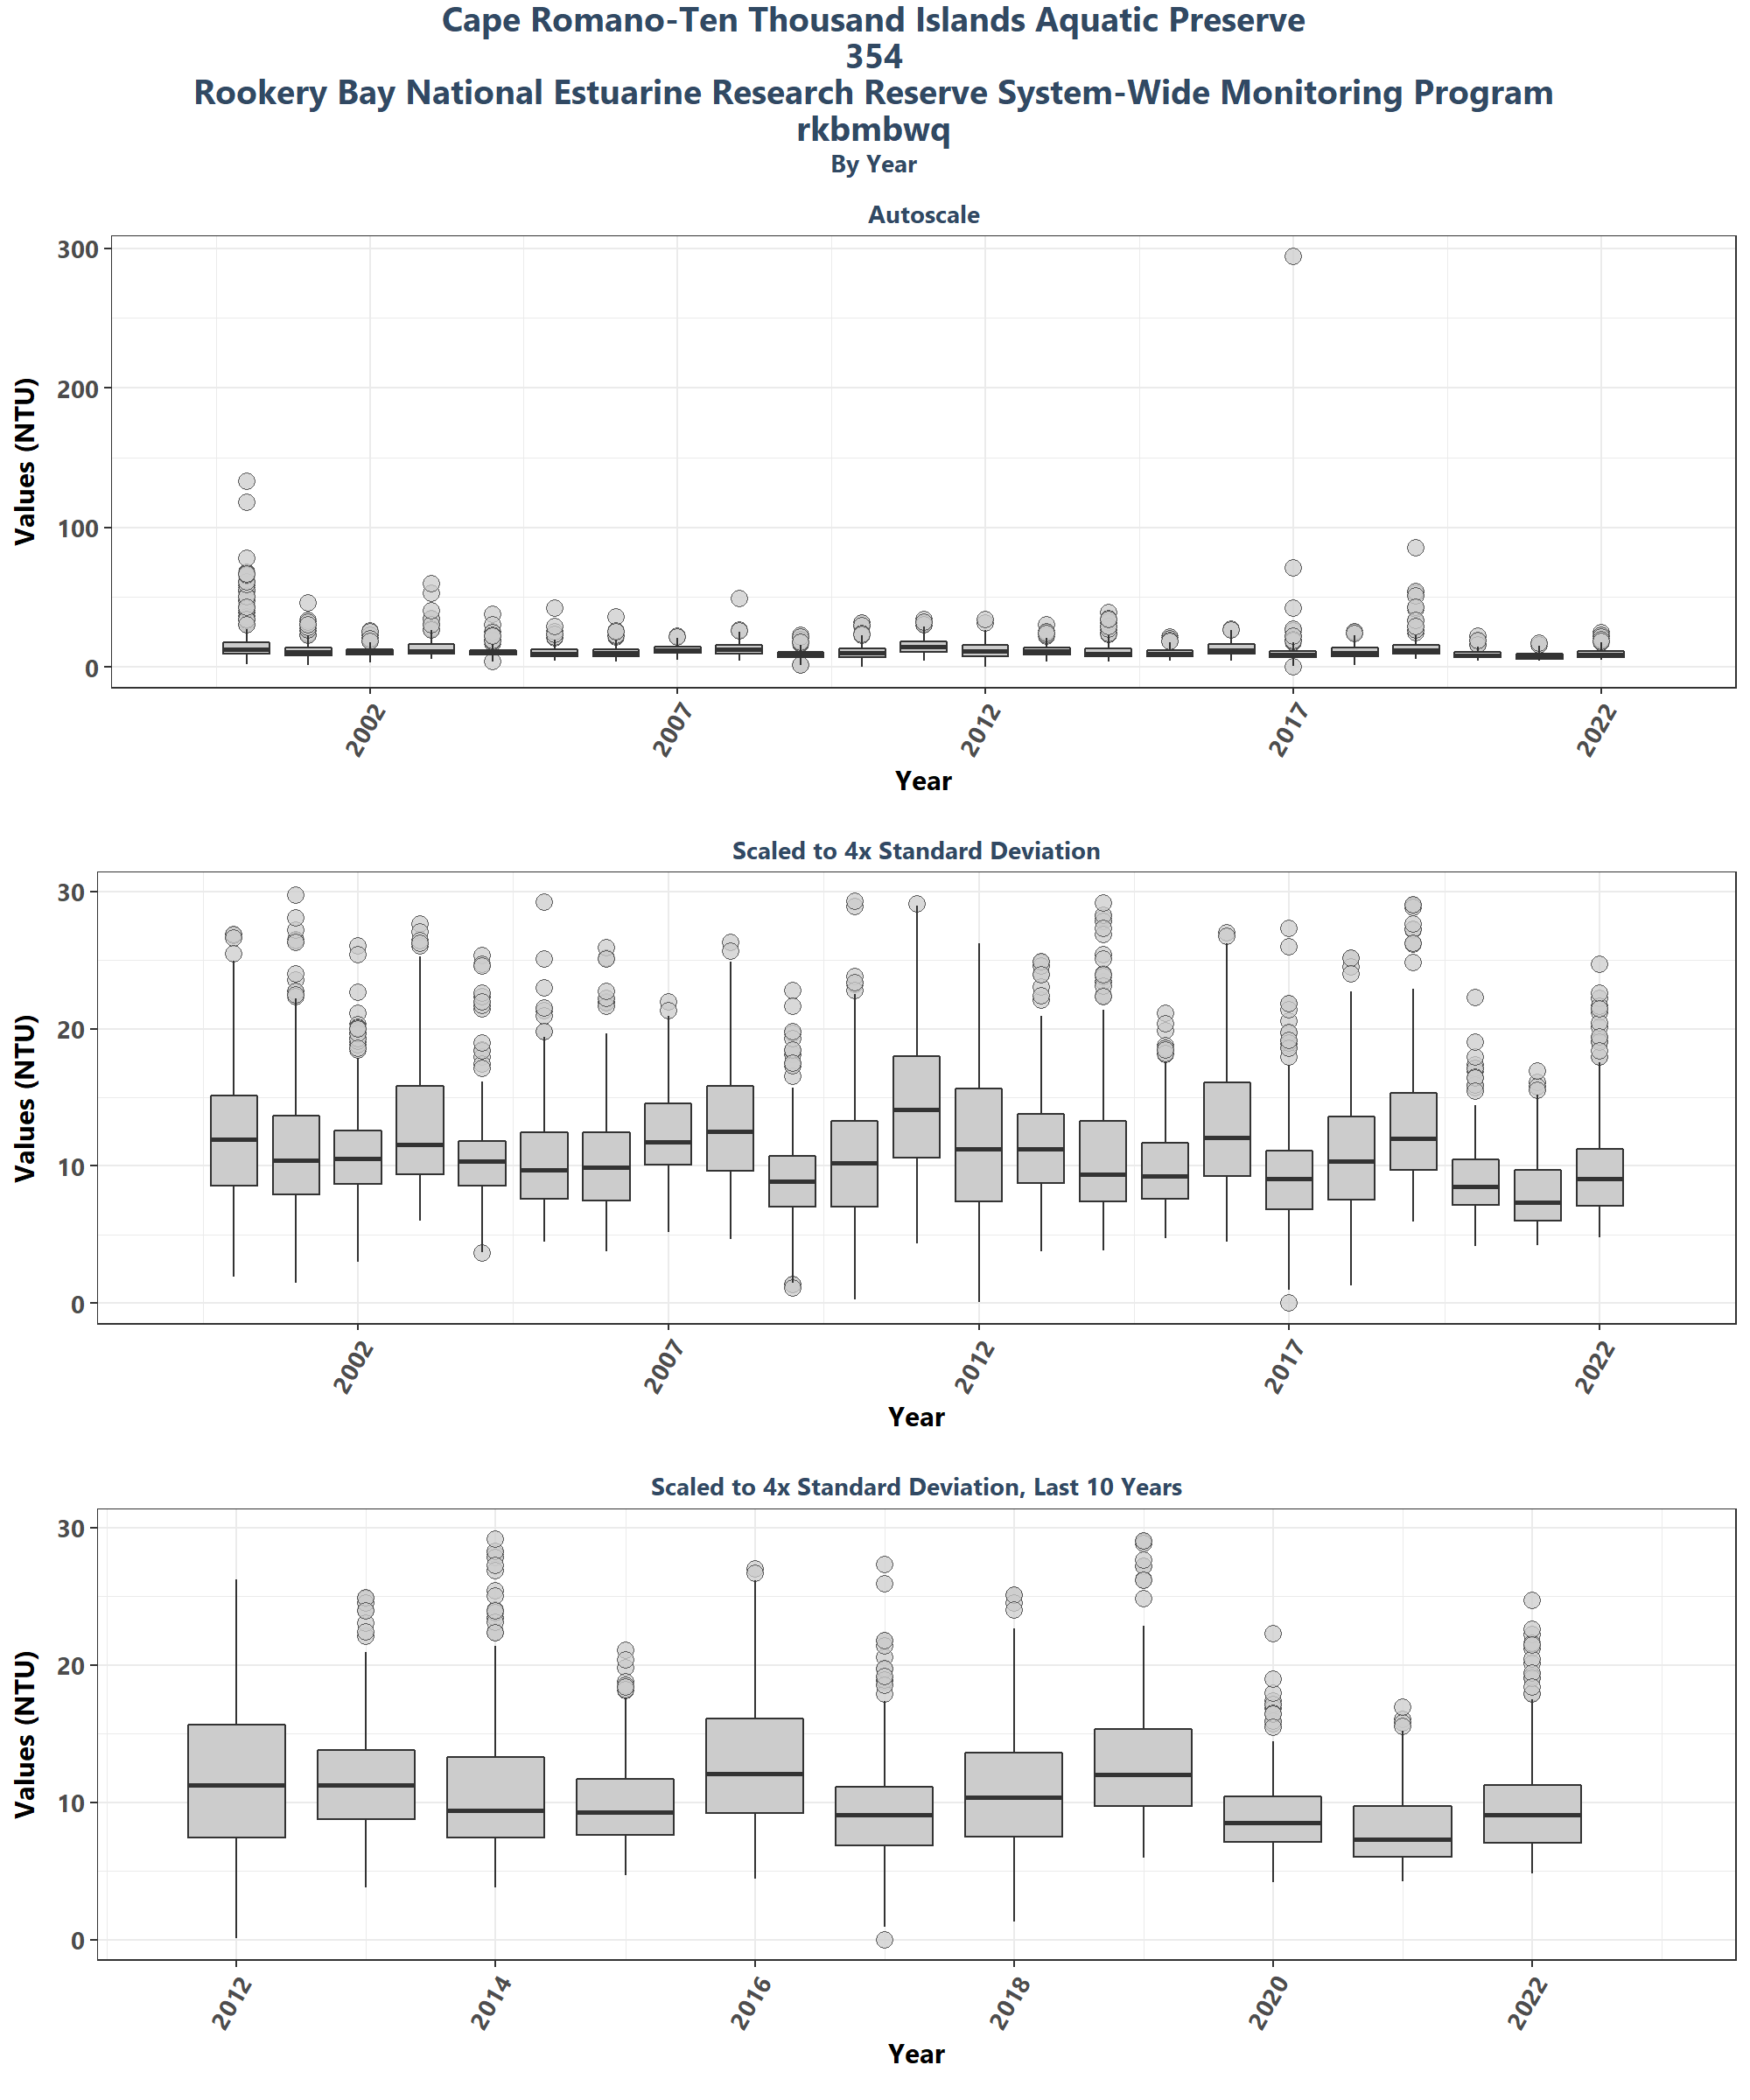 Cape Romano-Ten Thousand Islands Aquatic Preserve
354
Rookery Bay National Estuarine Research Reserve System-Wide Monitoring Program
rkbmbwq
By Year
Autoscale
Values (NTU)
300
200
100
0
2002 2007 2012 2017 2022
Year
Scaled to 4x Standard Deviation
Values (NTU)
30
20
10
0
2002 2007 2012 2017 2022
Year
Scaled to 4x Standard Deviation, Last 10 Years
Values (NTU)
30
20
10
0
2012 2014 2016 2018 2020 2022
Year